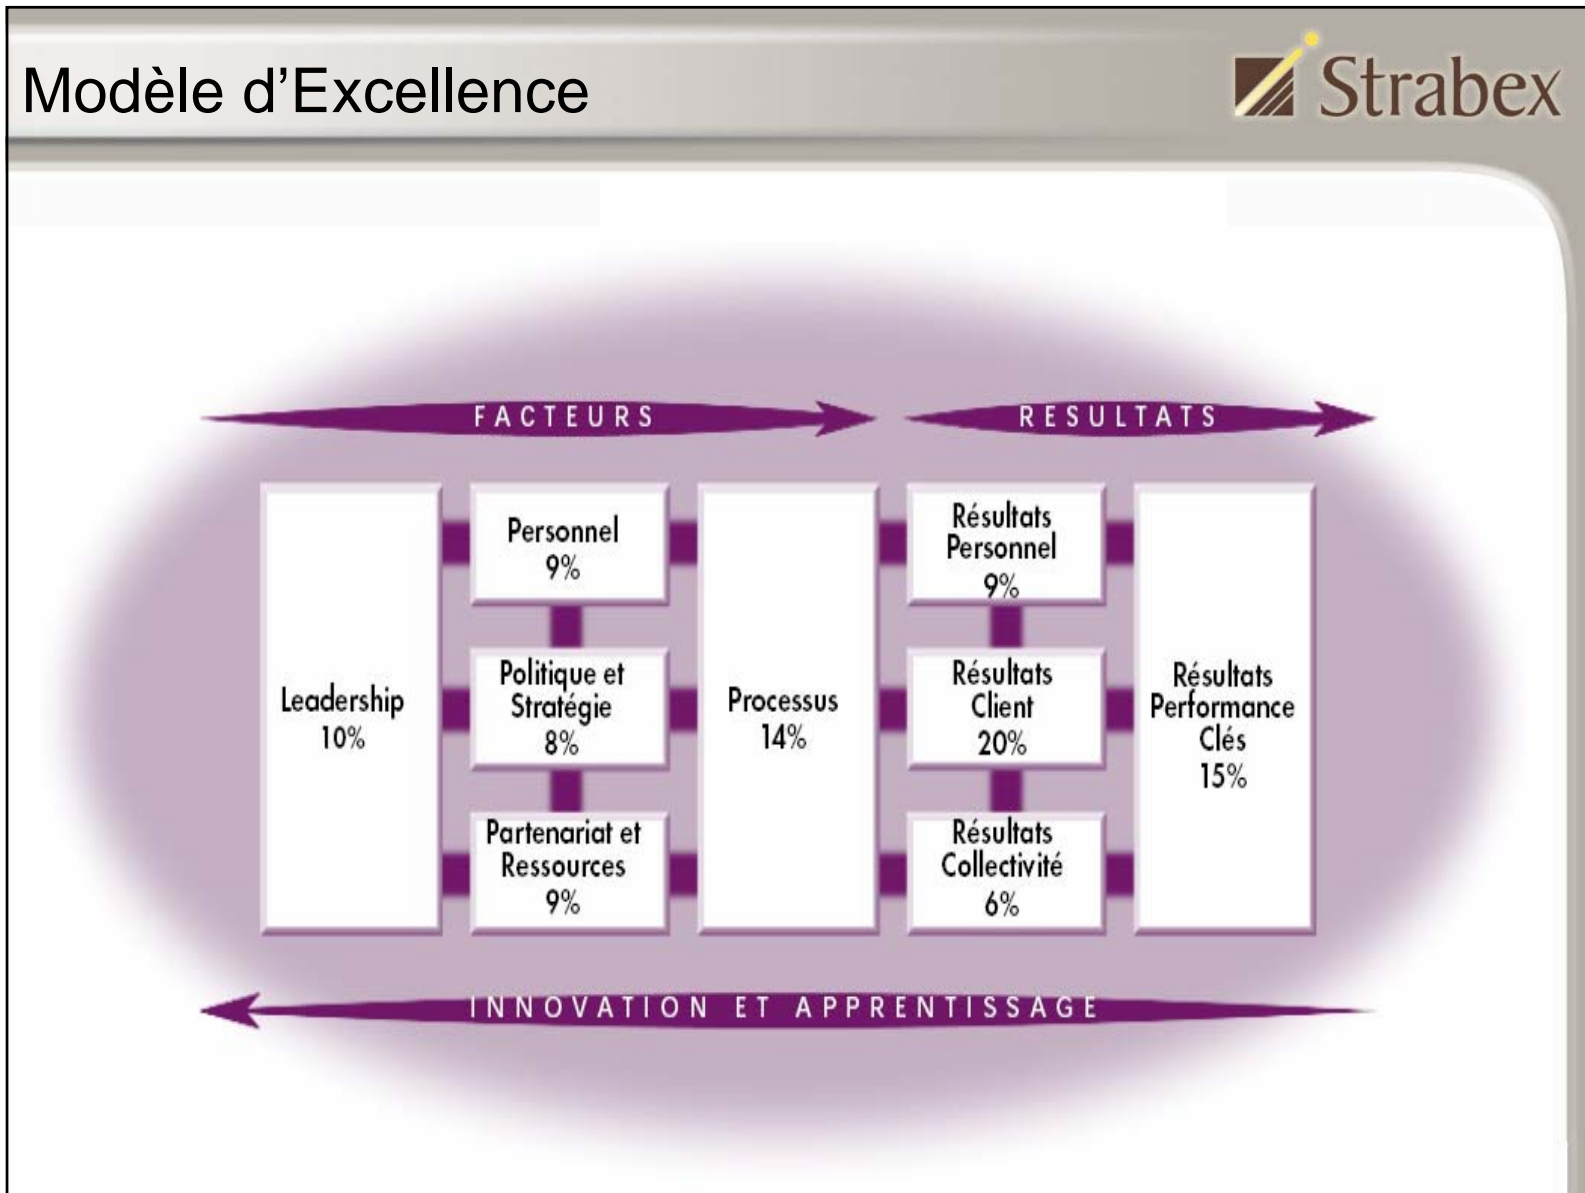 Modèle d’Excellence
Strabex
FACTEURS
RESULTATS
Leadership
10%
Personnel
9%
Politique et
Stratégie
8%
Partenariat et
Ressources
9%
Processus
14%
Résultats
Personnel
9%
Résultats
Client
20%
Résultats
Collectivité
6%
Résultats
Performance
Clés
15%
INNOVATION ET APPRENTISSAGE